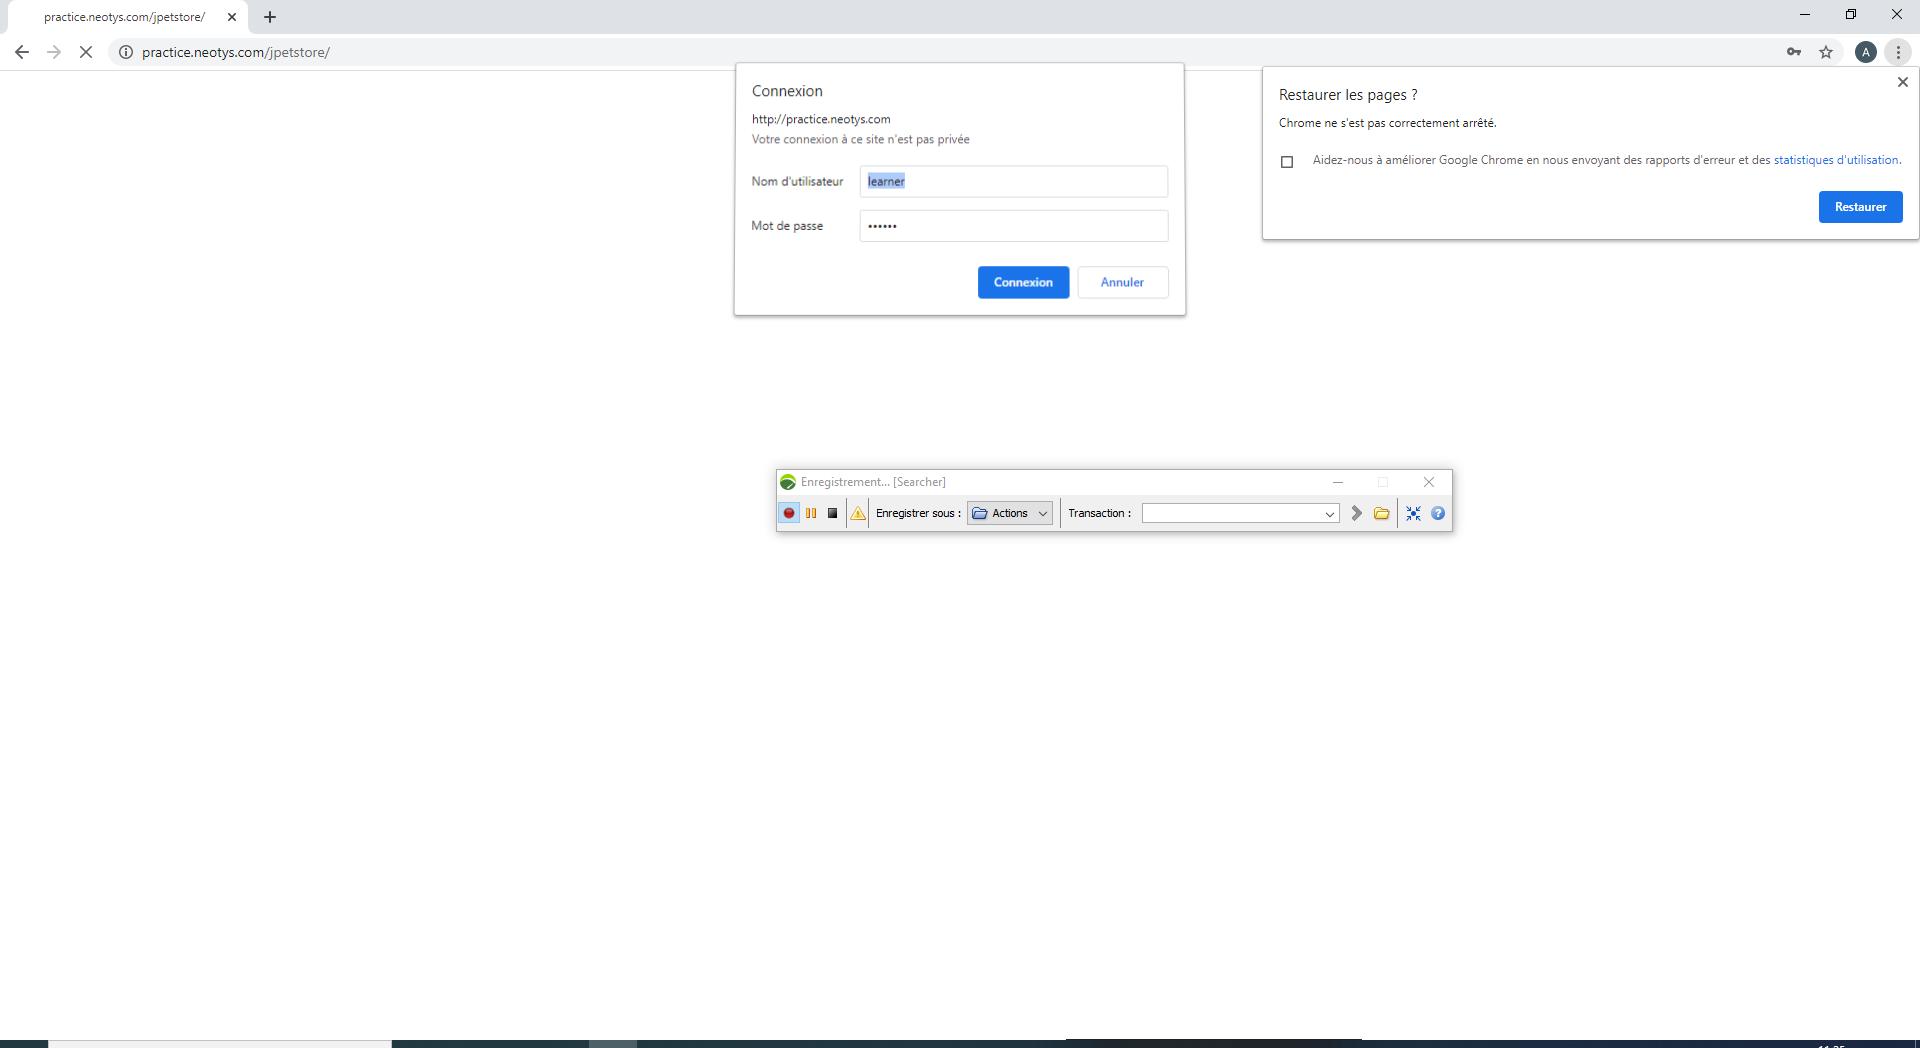 practice.neotys.com/jpetstore/
practice.neotys.com/jpetstore/
A
Connexion
http://practice.neotys.com
Votre connexion à ce site n'est pas privée
Nom d'utilisateur learner
Mot de passe ••••••
Connexion Annuler
Restaurer les pages ?
Chrome ne s'est pas correctement arrêté.
Aidez-nous à améliorer Google Chrome en nous envoyant des rapports d'erreur et des statistiques d'utilisation.
Restaurer
Enregistrement... [Searcher]
Enregistrer sous : Actions Transaction :